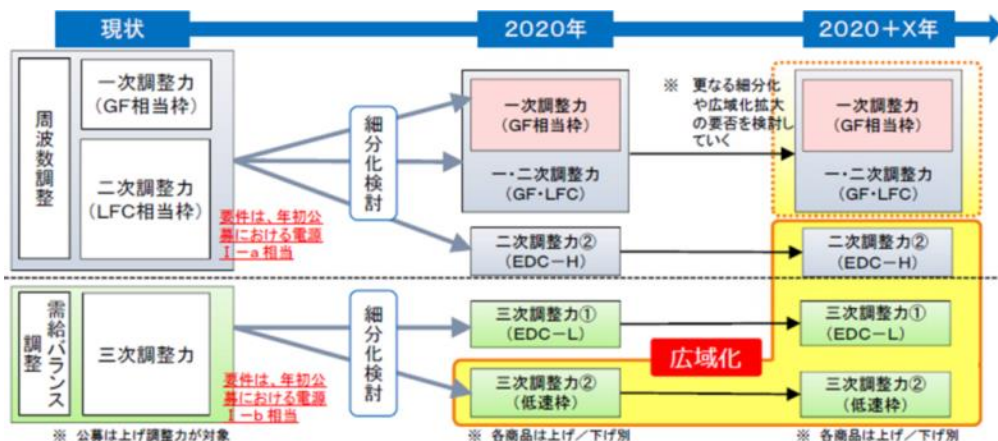 現状
2020年
2020+X年
周波数調整
一次調整力
(GF相当枠)
二次調整力
(LFC相当枠)
要件は、年初公
募における電源
Ⅰ－a 相当
細分化検討
一次調整力
(GF相当枠)
一・二次調整力
(GF・LFC)
二次調整力②
(EDC－H)
※ 更なる細分化
や広域化拡大
の要否を検討し
ていく
一次調整力
(GF相当枠)
一・二次調整力
(GF・LFC)
二次調整力②
(EDC－H)
需給バランス
調整
三次調整力
要件は、年初公
募における電源
Ⅰ－b 相当
細分化検討
三次調整力①
(EDC－L)
三次調整力②
(低速枠)
広域化
三次調整力①
(EDC－L)
三次調整力②
(低速枠)
※ 公募は上げ調整力が対象
※ 各商品は上げ／下げ別
※ 各商品は上げ／下げ別